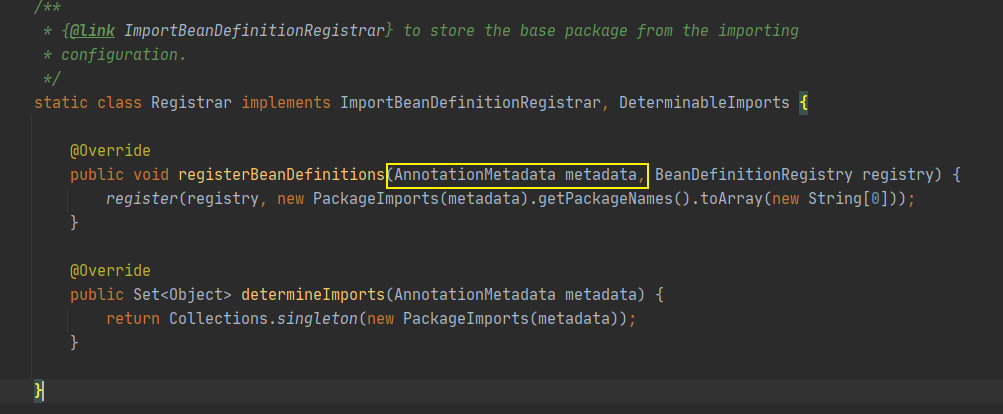 /**
 * {@link ImportBeanDefinitionRegistrar} to store the base package from the importing
 * configuration.
 */
static class Registrar implements ImportBeanDefinitionRegistrar, DeterminableImports {
@Override
public void registerBeanDefinitions(AnnotationMetadata metadata, BeanDefinitionRegistry registry) {
register(registry, new PackageImports(metadata).getPackageNames().toArray(new String[0]));
}
@Override
public Set<Object> determineImports(AnnotationMetadata metadata) {
return Collections.singleton(new PackageImports(metadata));
}
}